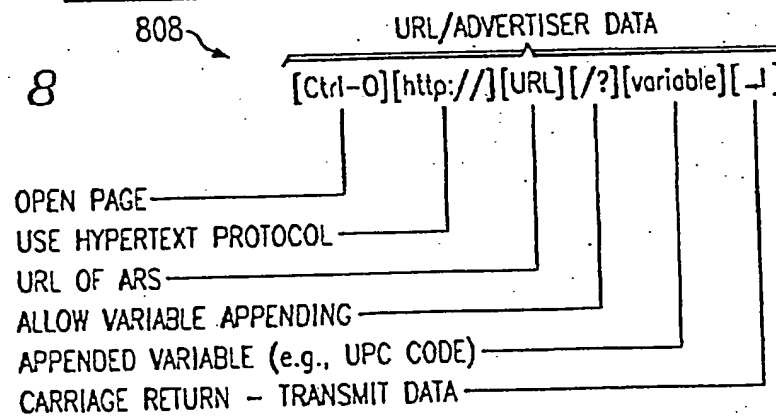 808
URL/ADVERTISER DATA
8
[Ctrl-O][http://][URL][/?][variable][↵]
OPEN PAGE
USE HYPERTEXT PROTOCOL
URL OF ARS
ALLOW VARIABLE APPENDING
APPENDED VARIABLE (e.g., UPC CODE)
CARRIAGE RETURN – TRANSMIT DATA